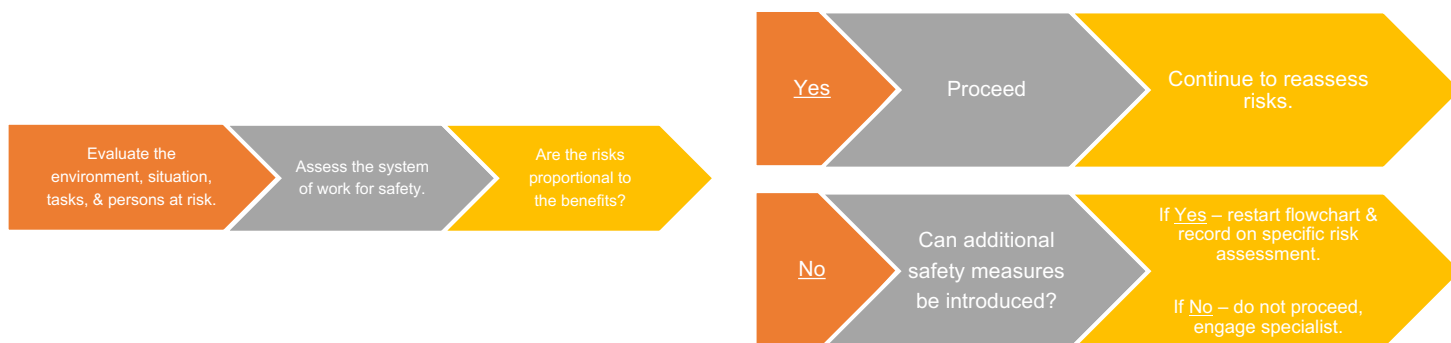 Evaluate the
environment, situation,
tasks, & persons at risk.
Assess the system
of work for safety.
Are the risks
proportional to
the benefits?
Yes
Proceed
Continue to reassess
risks.
No
Can additional
safety measures
be introduced?
If Yes – restart flowchart &
record on specific risk
assessment.
If No – do not proceed,
engage specialist.